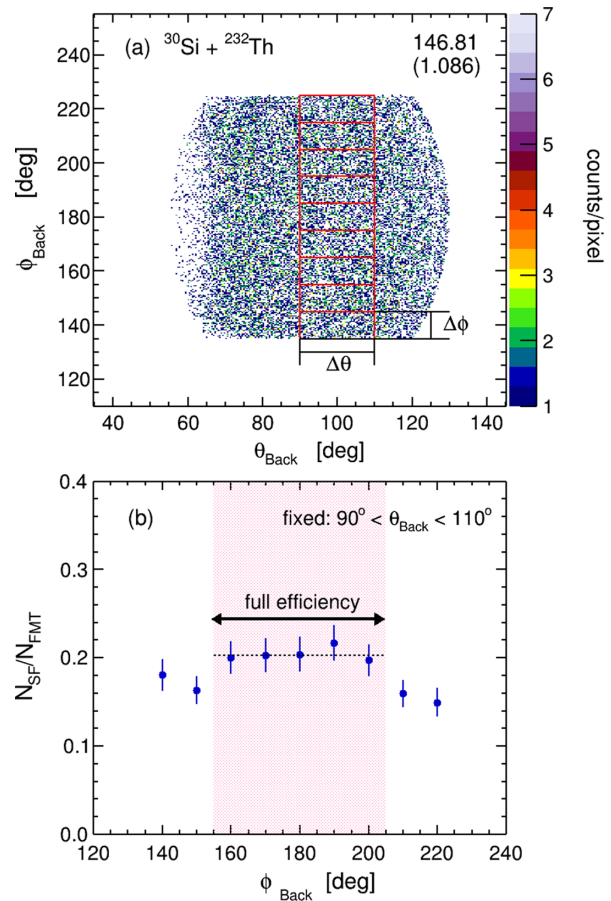 (a) ³⁰Si + ²³²Th 146.81
(1.086)
220
200
180
160
140
120
ϕBack [deg]
Δϕ
Δθ
40 60 80 100 120 140
θBack [deg]
7
6
5
4
3
2
1
counts/pixel
(b) fixed: 90° < θBack < 110°
full efficiency
0.4
0.3
0.2
0.1
0.0
NSF/NFMT
120 140 160 180 200 220 240
ϕBack [deg]